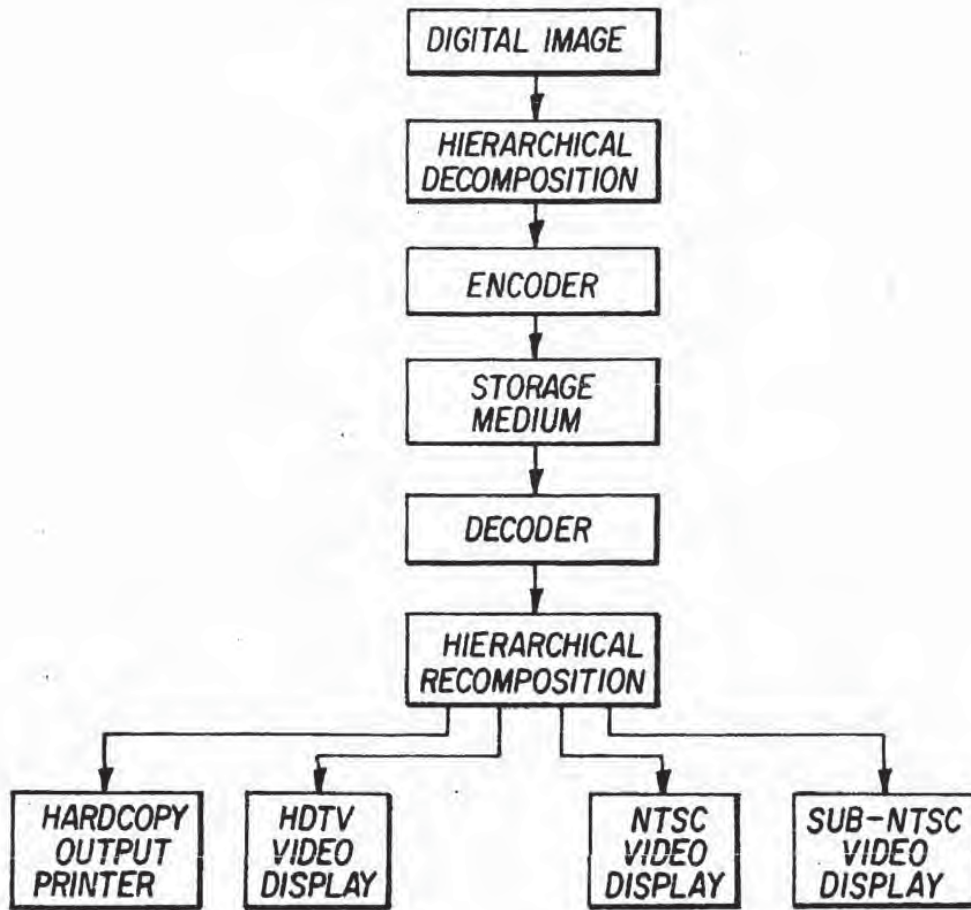 DIGITAL IMAGE
HIERARCHICAL
DECOMPOSITION
ENCODER
STORAGE
MEDIUM
DECODER
HIERARCHICAL
RECOMPOSITION
HARDCOPY
OUTPUT
PRINTER
HDTV
VIDEO
DISPLAY
NTSC
VIDEO
DISPLAY
SUB-NTSC
VIDEO
DISPLAY